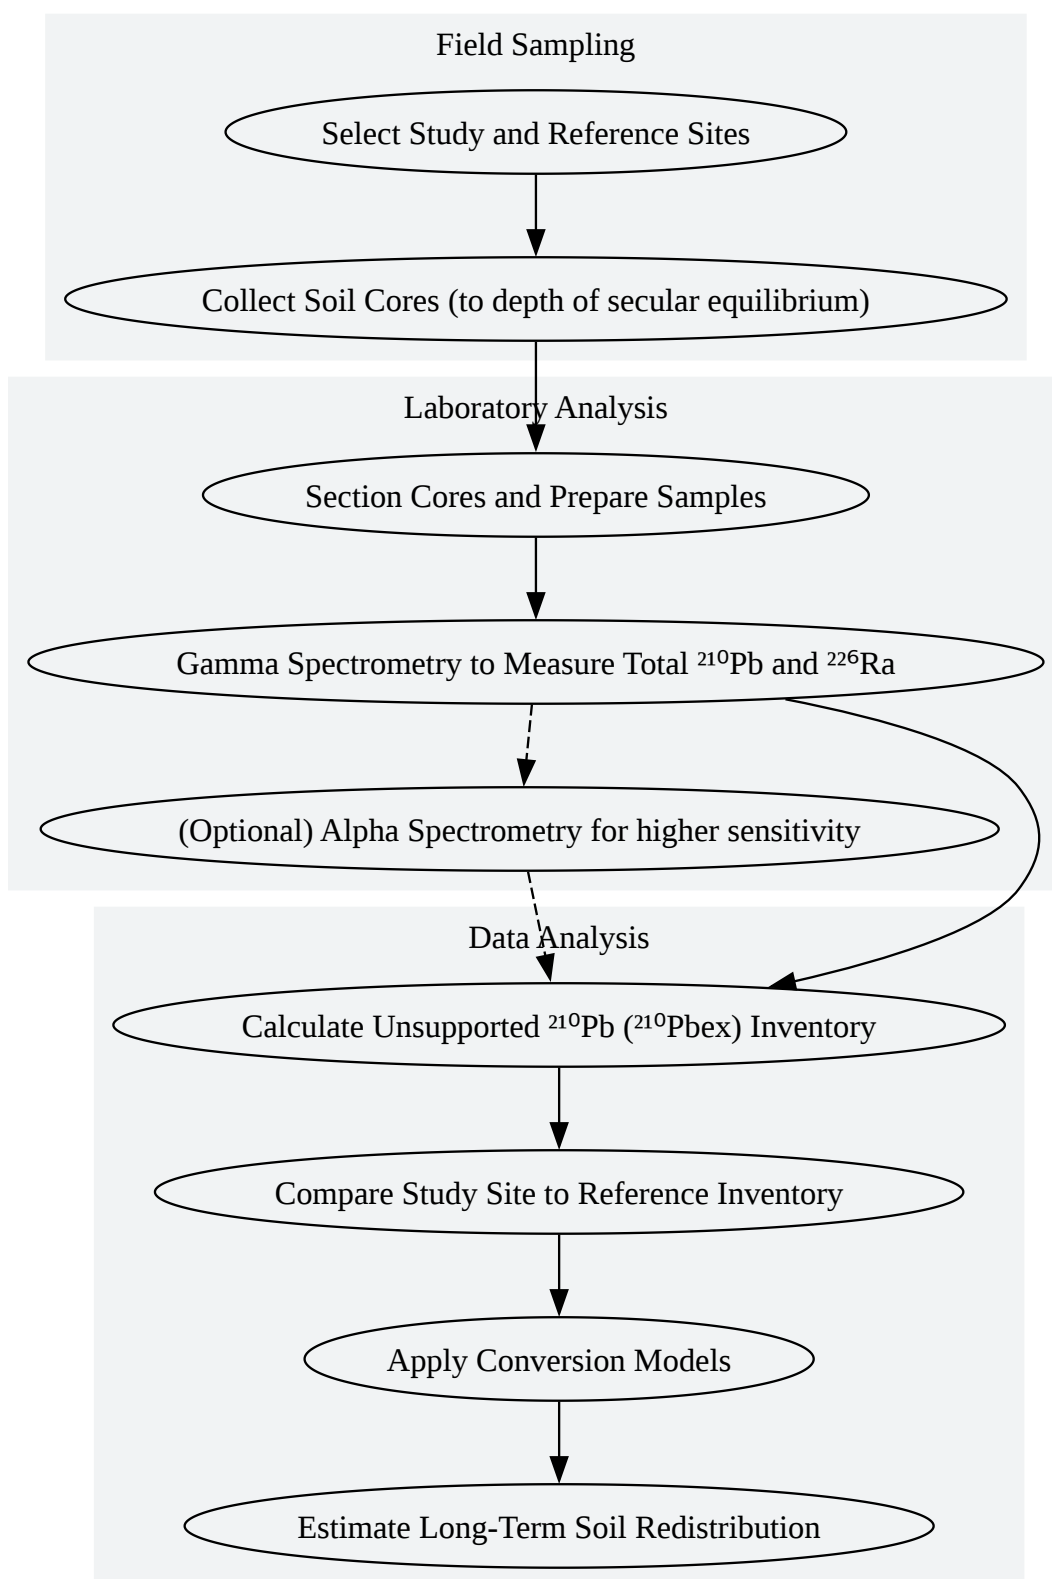 Field Sampling
Select Study and Reference Sites
Collect Soil Cores (to depth of secular equilibrium)
Laboratory Analysis
Section Cores and Prepare Samples
Gamma Spectrometry to Measure Total ²¹⁰Pb and ²²⁶Ra
(Optional) Alpha Spectrometry for higher sensitivity
Data Analysis
Calculate Unsupported ²¹⁰Pb (²¹⁰Pbex) Inventory
Compare Study Site to Reference Inventory
Apply Conversion Models
Estimate Long-Term Soil Redistribution